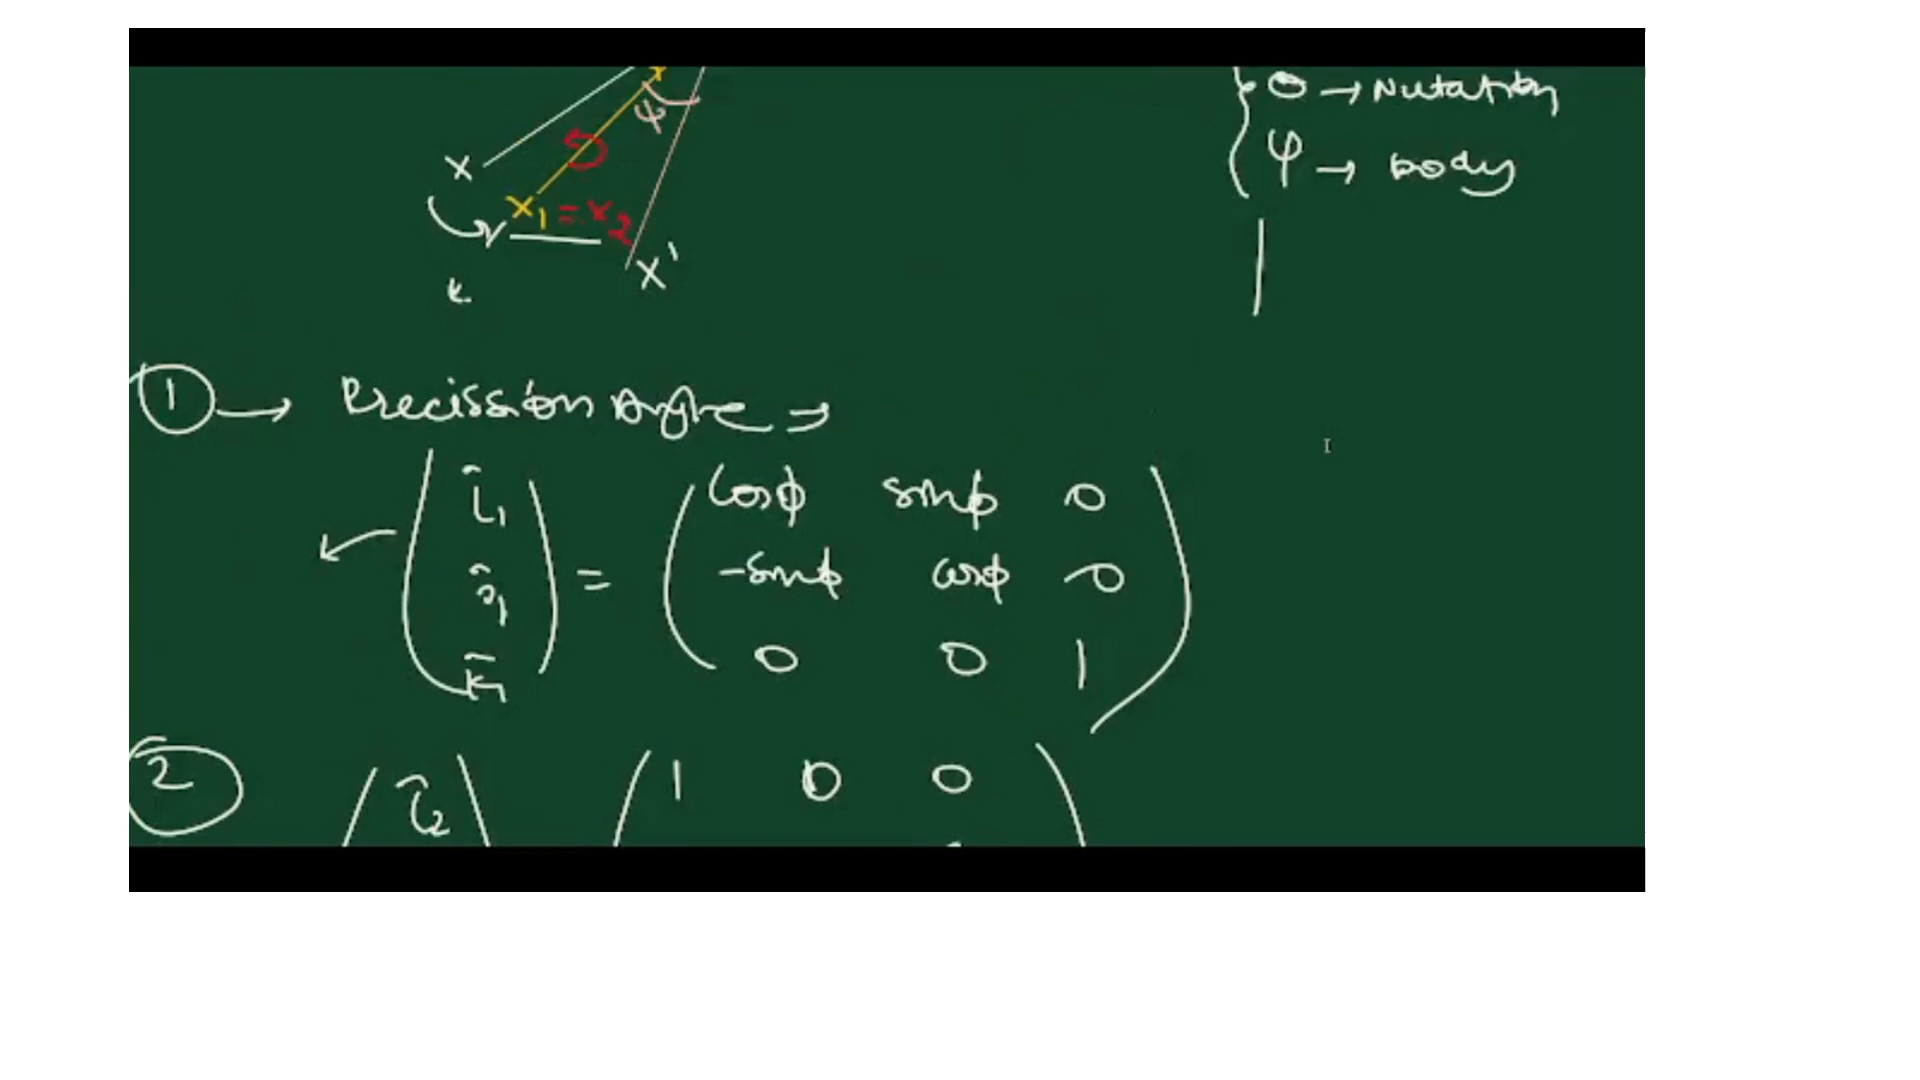 θ → Nutation
ψ
ψ → body
X
X1 = X2
X'
1 → Precission Angle ⇒
î1 cosϕ sinϕ 0
ĵ1 = -sinϕ cosϕ 0
k̂1 0 0 1
2 î2 1 0 0